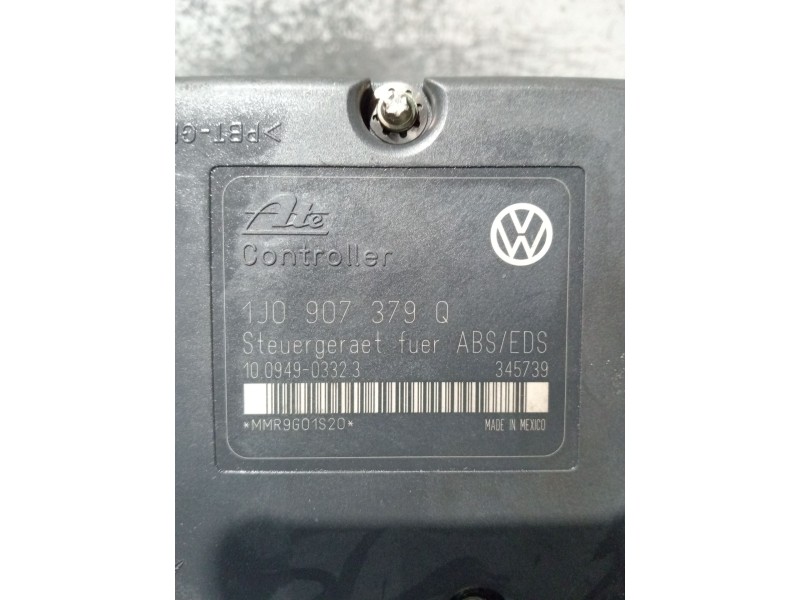 >PBT-G
Ate
Controller
1J0 907 379 Q
Steuergeraet fuer ABS/EDS
10.0949-0332.3 345739
*MMR9G01S20* MADE IN MEXICO